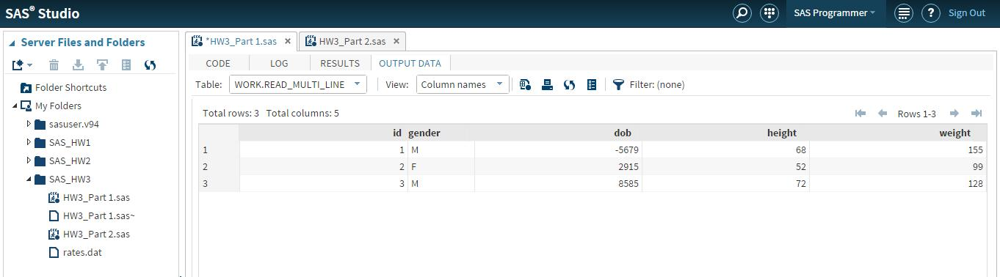 SAS® Studio SAS Programmer ? Sign Out
Server Files and Folders
Folder Shortcuts
My Folders
sasuser.v94
SAS_HW1
SAS_HW2
SAS_HW3
HW3_Part 1.sas
HW3_Part 1.sas~
HW3_Part 2.sas
rates.dat
*HW3_Part 1.sas × HW3_Part 2.sas ×
CODE LOG RESULTS OUTPUT DATA
Table: WORK.READ_MULTI_LINE View: Column names Filter: (none)
Total rows: 3 Total columns: 5 Rows 1-3
id gender dob height weight
1 1 M -5679 68 155
2 2 F 2915 52 99
3 3 M 8585 72 128